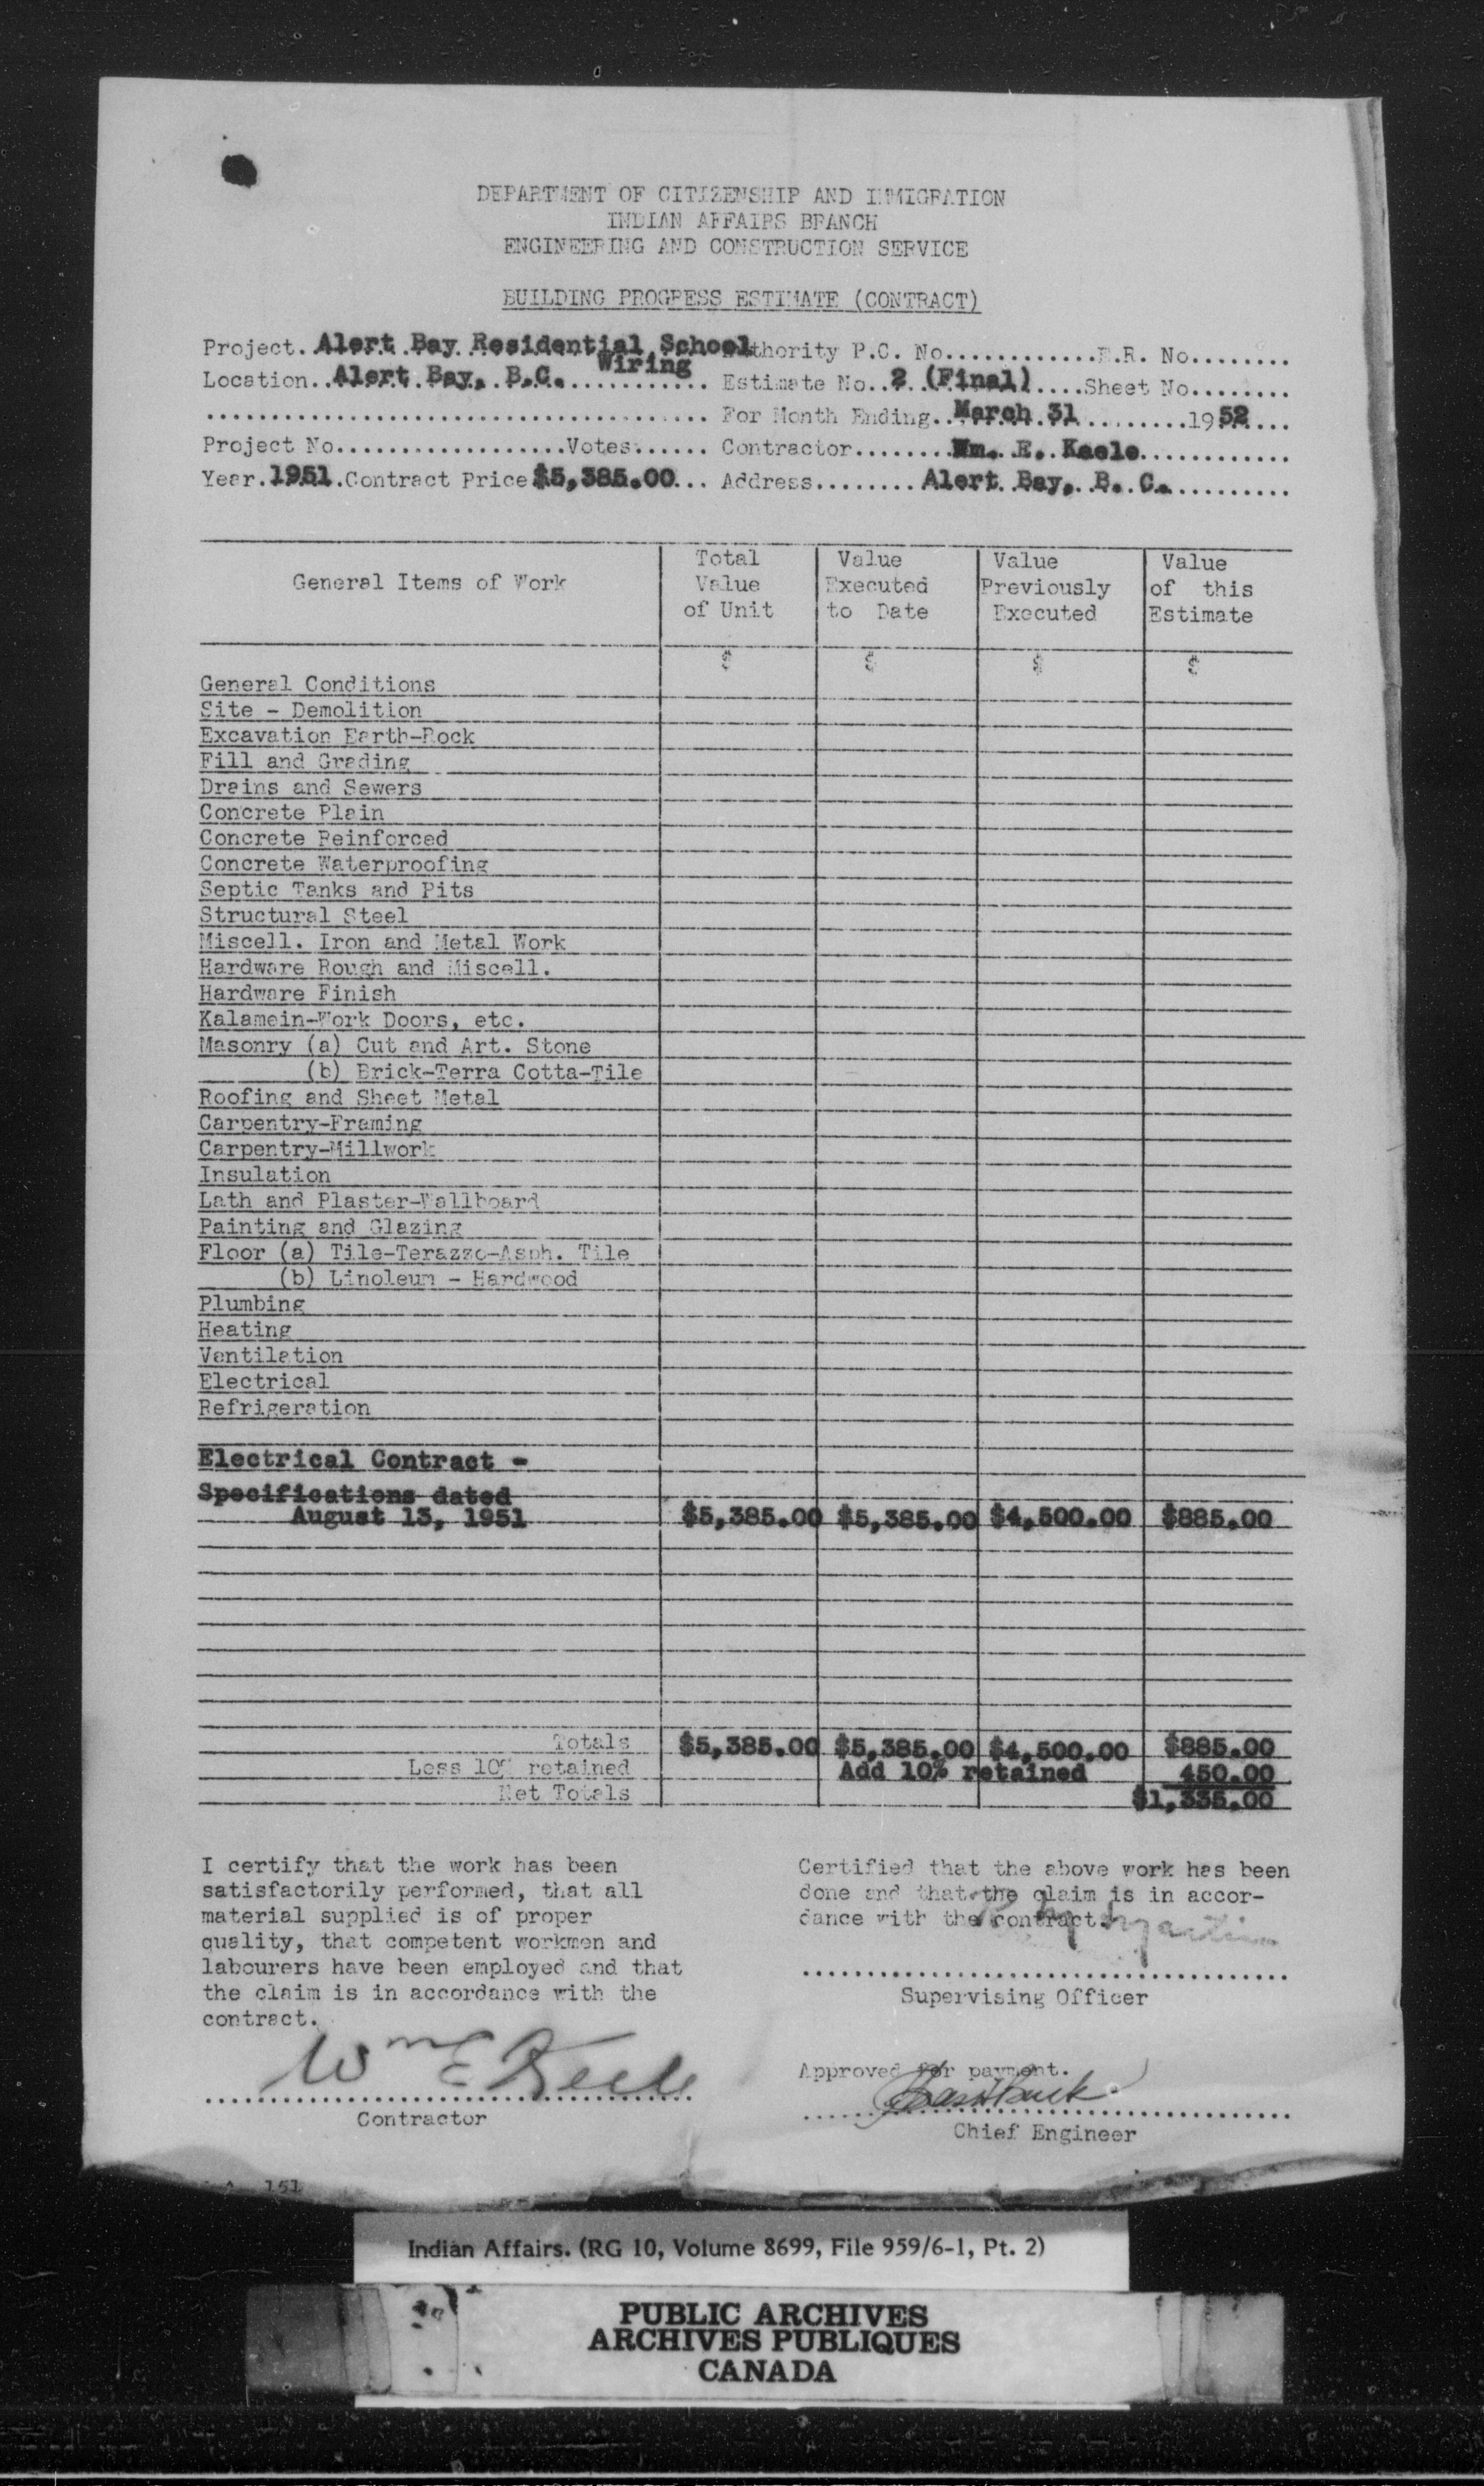 DEPARTMENT OF CITIZENSHIP AND IMMIGRATION
INDIAN AFFAIRS BRANCH
ENGINEERING AND CONSTRUCTION SERVICE
BUILDING PROGRESS ESTIMATE (CONTRACT)
Project. Alert Bay Residential School Authority P.C. No............ E.R. No........
Wiring
Location..Alert Bay, B.C............ Estimate No..2 (Final)....Sheet No........
....................................... For Month Ending..March 31.........1952...
Project No..................Votes...... Contractor........Wm. E. Keele............
Year.1951.Contract Price $5,385.00... Address........Alert Bay, B. C..........
General Items of Work Total Value of Unit Value Executed to Date Value Previously Executed Value of this Estimate
$ $ $ $
General Conditions
Site - Demolition
Excavation Earth-Rock
Fill and Grading
Drains and Sewers
Concrete Plain
Concrete Reinforced
Concrete Waterproofing
Septic Tanks and Pits
Structural Steel
Miscell. Iron and Metal Work
Hardware Rough and Miscell.
Hardware Finish
Kalamein-Work Doors, etc.
Masonry (a) Cut and Art. Stone
(b) Brick-Terra Cotta-Tile
Roofing and Sheet Metal
Carpentry-Framing
Carpentry-Millwork
Insulation
Lath and Plaster-Wallboard
Painting and Glazing
Floor (a) Tile-Terazzo-Asph. Tile
(b) Linoleum - Hardwood
Plumbing
Heating
Ventilation
Electrical
Refrigeration
Electrical Contract -
Specifications dated
August 13, 1951 $5,385.00 $5,385.00 $4,500.00 $885.00
Totals $5,385.00 $5,385.00 $4,500.00 $885.00
Less 10% retained Add 10% retained 450.00
Net Totals $1,335.00
I certify that the work has been
satisfactorily performed, that all
material supplied is of proper
quality, that competent workmen and
labourers have been employed and that
the claim is in accordance with the
contract.
Wm E Keele
Contractor
Certified that the above work has been
done and that the claim is in accor-
dance with the contract.
Martin
Supervising Officer
Approved for payment.
Chief Engineer
151
Indian Affairs. (RG 10, Volume 8699, File 959/6-1, Pt. 2)
PUBLIC ARCHIVES
ARCHIVES PUBLIQUES
CANADA